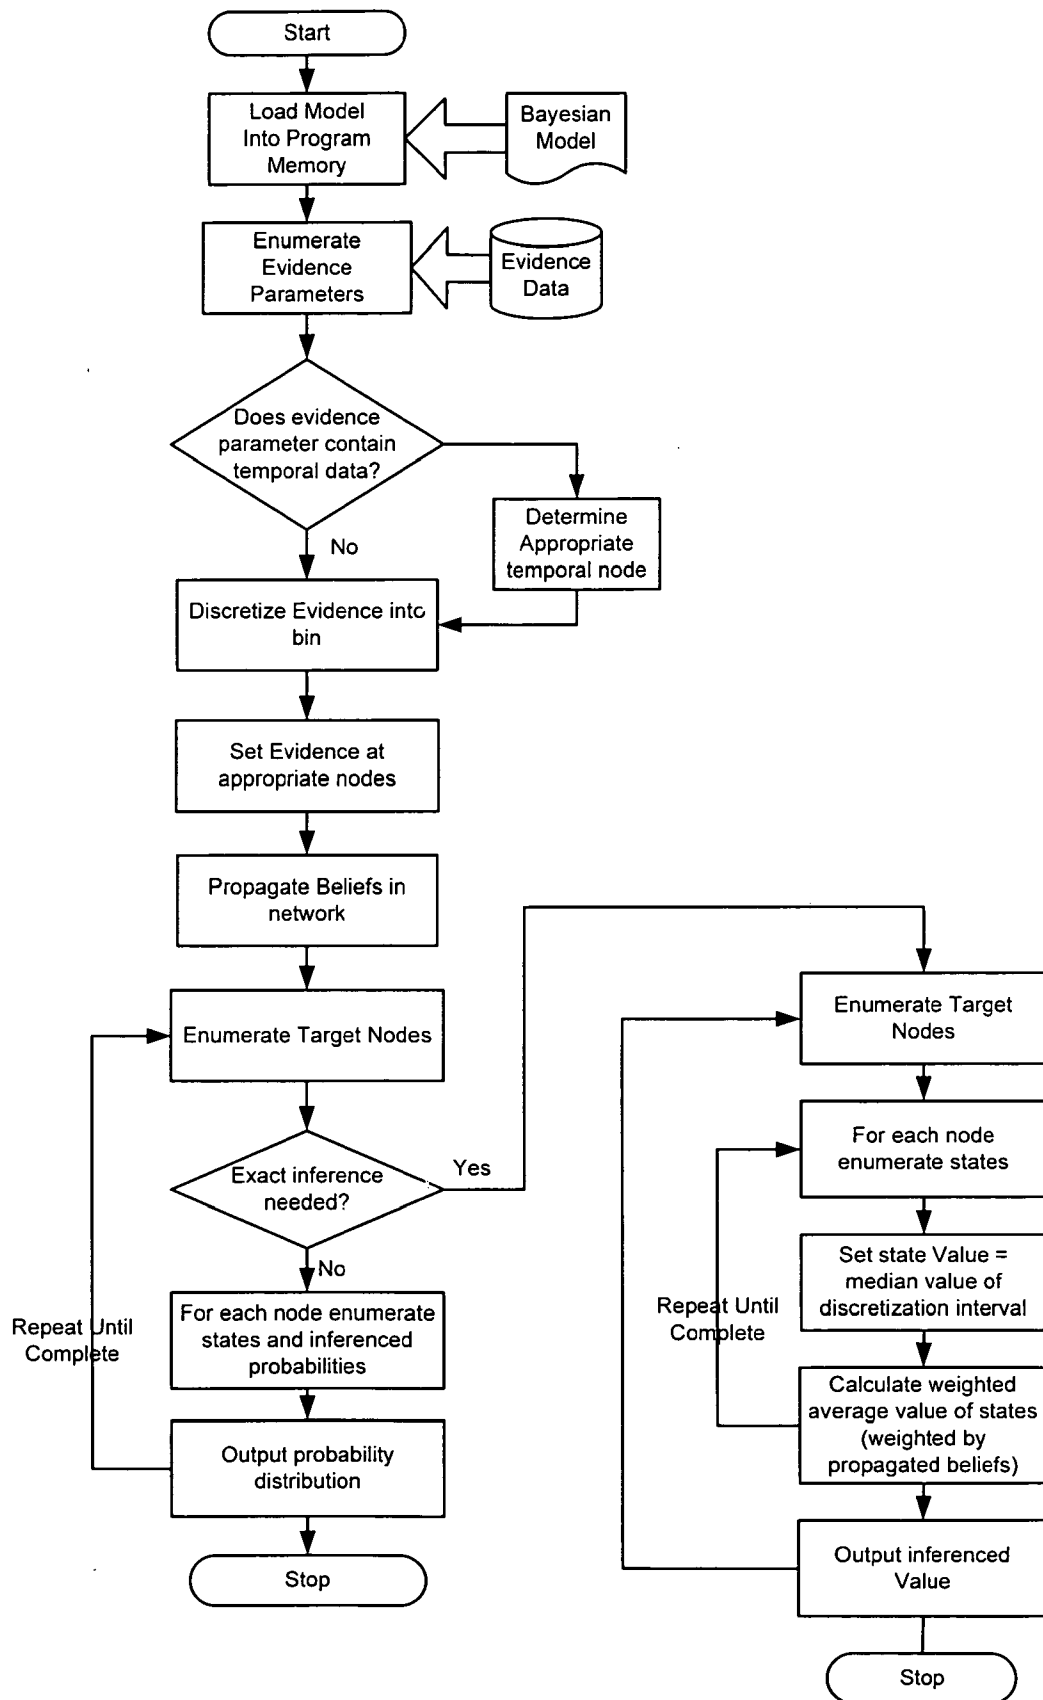 Start
Load Model
Into Program
Memory
Bayesian
Model
Enumerate
Evidence
Parameters
Evidence
Data
Does evidence
parameter contain
temporal data?
Determine
Appropriate
temporal node
No
Discretize Evidence into
bin
Set Evidence at
appropriate nodes
Propagate Beliefs in
network
Enumerate Target Nodes
Exact inference
needed?
Yes
No
For each node enumerate
states and inferenced
probabilities
Repeat Until
Complete
Output probability
distribution
Stop
Enumerate Target
Nodes
For each node
enumerate states
Set state Value =
median value of
discretization interval
Repeat Until
Complete
Calculate weighted
average value of states
(weighted by
propagated beliefs)
Output inferenced
Value
Stop